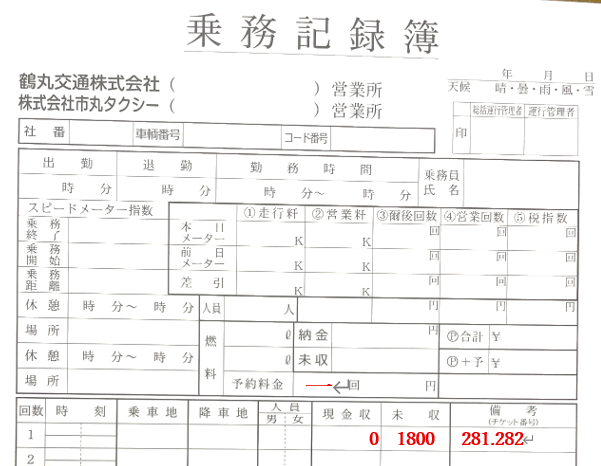 乗務記録簿
鶴丸交通株式会社（　　　　）営業所
株式会社市丸タクシー（　　　　）営業所
年　月　日
天候　晴・曇・雨・風・雪
印　総括運行管理者　運行管理者
社番　車輌番号　コード番号
出勤　退勤　勤務時間　乗務員氏名
時　分　時　分　時　分～　時　分
スピードメーター指数　①走行粁　②営業粁　③爾後回数　④営業回数　⑤税指数
乗務終了　本日メーター　K　K　回　回　回
乗務開始　前日メーター　K　K　回　回　回
乗務距離　差引　K　K　回　回　回
休憩　時　分～　時　分　人員　人　円　円　円
場所　燃料　ℓ　納金　円　Ⓟ合計　¥
休憩　時　分～　時　分　ℓ　未収　Ⓟ＋予　¥
場所　予約料金　回　円
回数　時刻　乗車地　降車地　人員　男　女　現金収　未収　備考（チケット番号）
1　0　1800　281.282↵
2